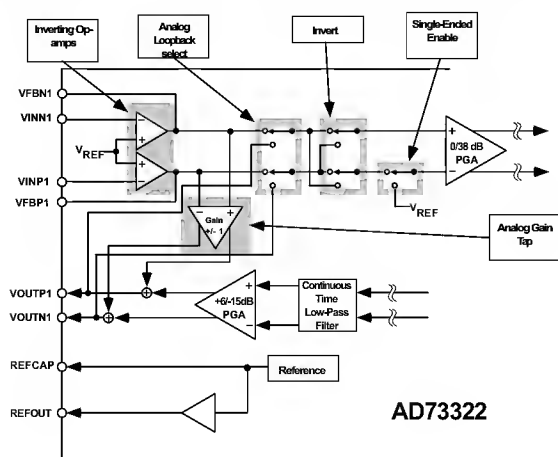 Inverting Op-
amps
Analog
Loopback
select
Invert
Single-Ended
Enable
VFBN1
VINN1
VREF
VINP1
VFBP1
0/38 dB
PGA
VREF
Gain
+/- 1
Analog Gain
Tap
VOUTP1
VOUTN1
+6/-15dB
PGA
Continuous
Time
Low-Pass
Filter
REFCAP
Reference
REFOUT
AD73322